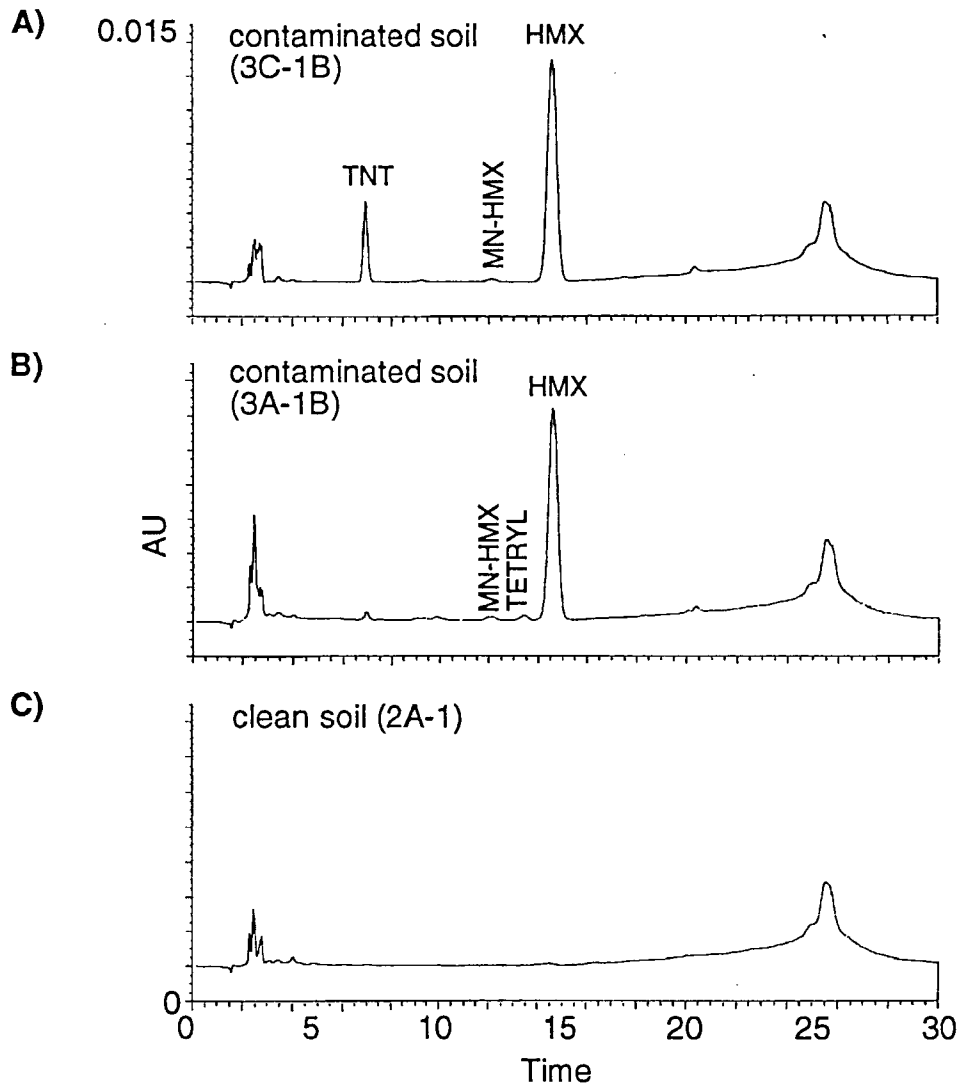 A)
0.015
contaminated soil
(3C-1B)
HMX
TNT
MN-HMX
B)
contaminated soil
(3A-1B)
HMX
MN-HMX
TETRYL
AU
C)
clean soil (2A-1)
0
0 5 10 15 20 25 30
Time